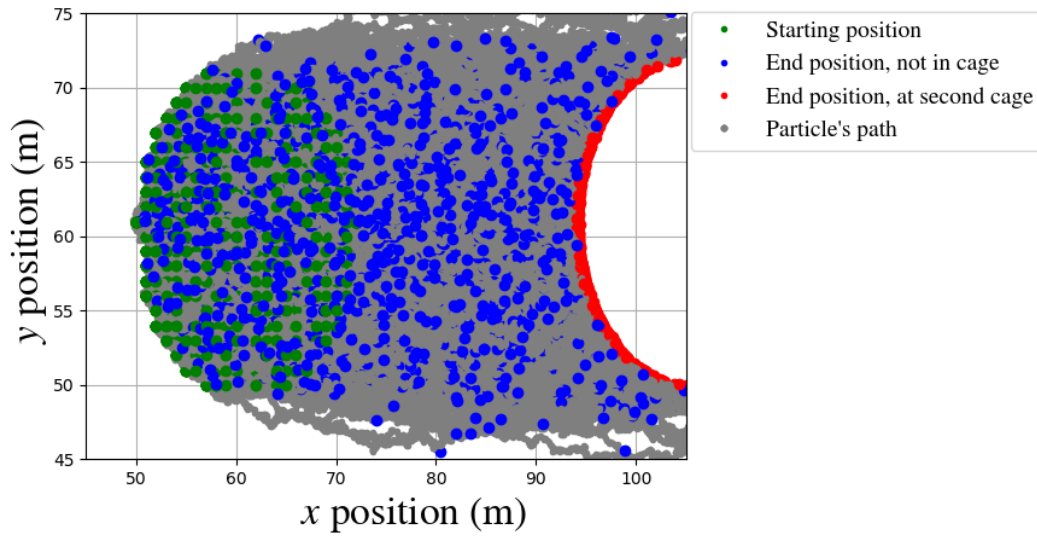 75
70
65
60
55
50
45
50
60
70
80
90
100
y position (m)
x position (m)
Starting position
End position, not in cage
End position, at second cage
Particle's path